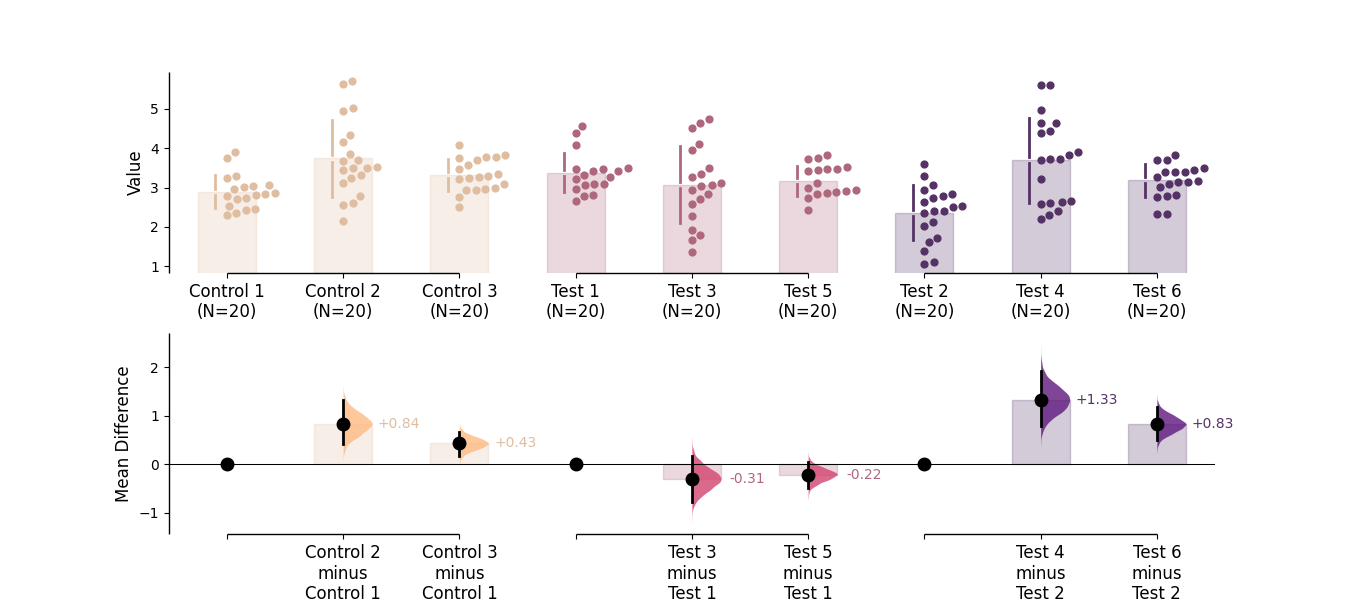 Value
5
4
3
2
1
Control 1 Control 2 Control 3 Test 1 Test 3 Test 5 Test 2 Test 4 Test 6
(N=20) (N=20) (N=20) (N=20) (N=20) (N=20) (N=20) (N=20) (N=20)
Mean Difference
2
1
0
−1
+0.84
+0.43
-0.31
-0.22
+1.33
+0.83
Control 2 Control 3 Test 3 Test 5 Test 4 Test 6
minus minus minus minus minus minus
Control 1 Control 1 Test 1 Test 1 Test 2 Test 2